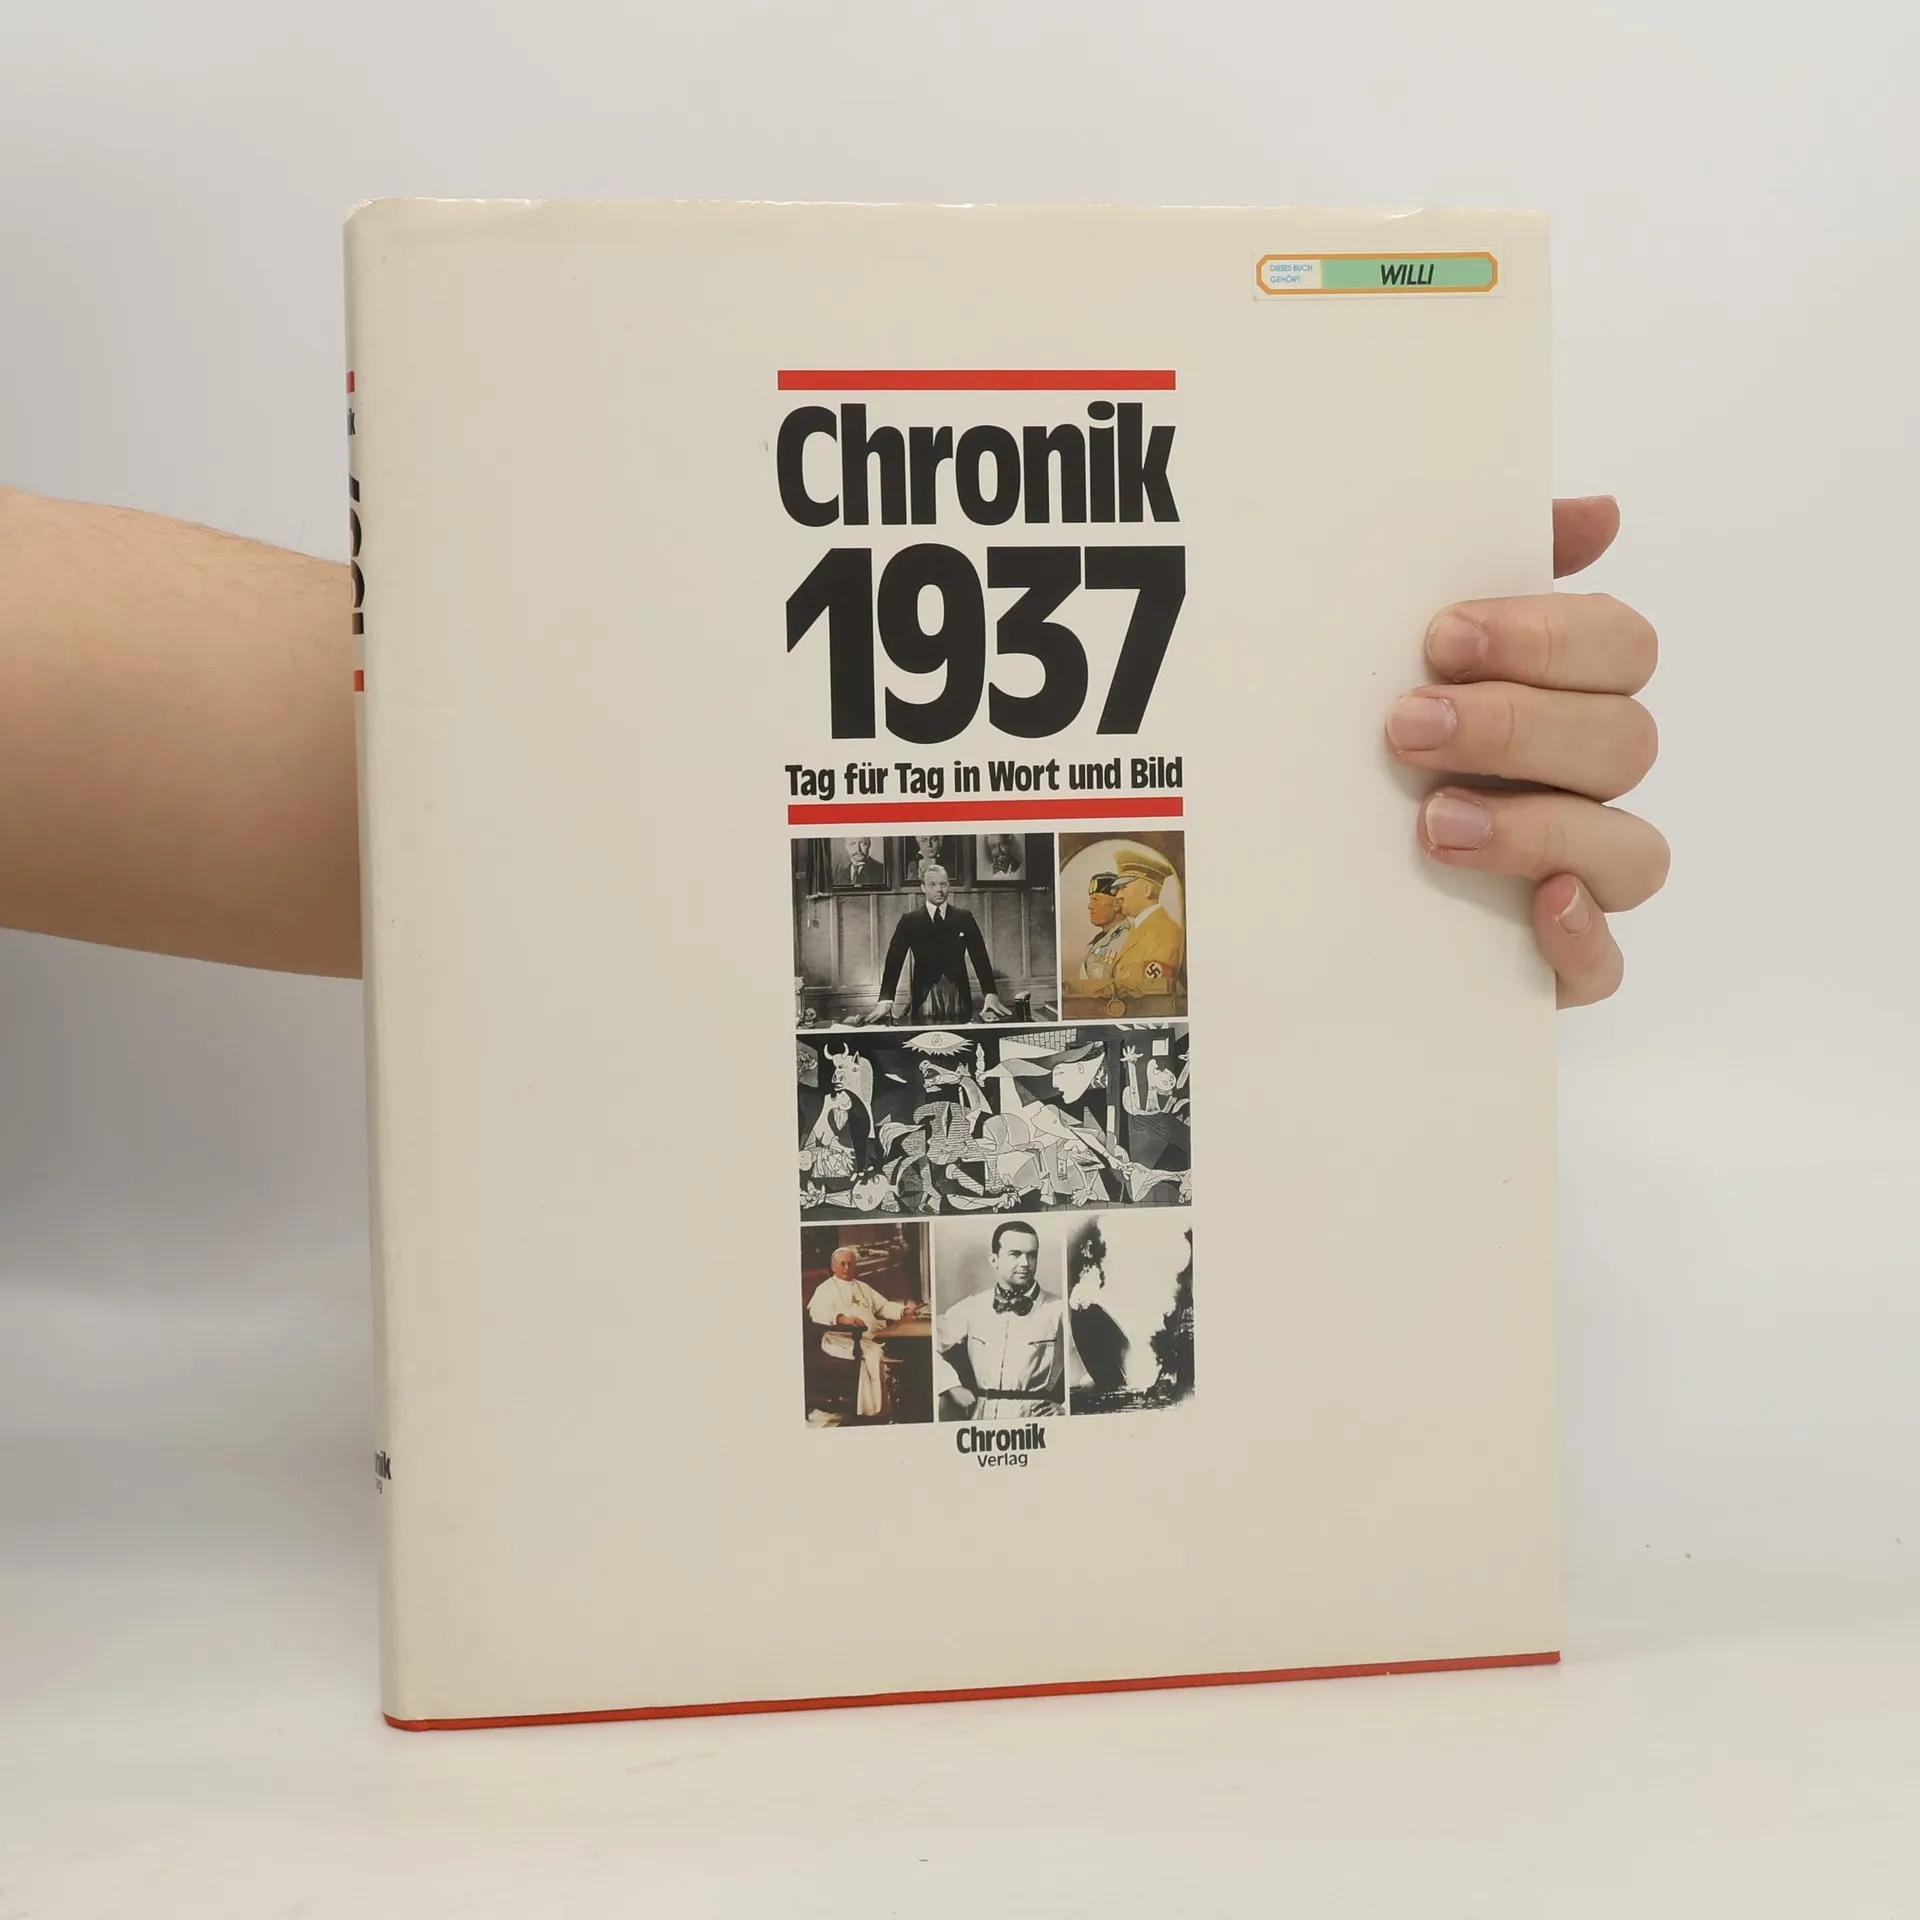 DIESES BUCH
GEHÖRT
WILLI
Chronik
1937
Tag für Tag in Wort und Bild
Chronik
Verlag